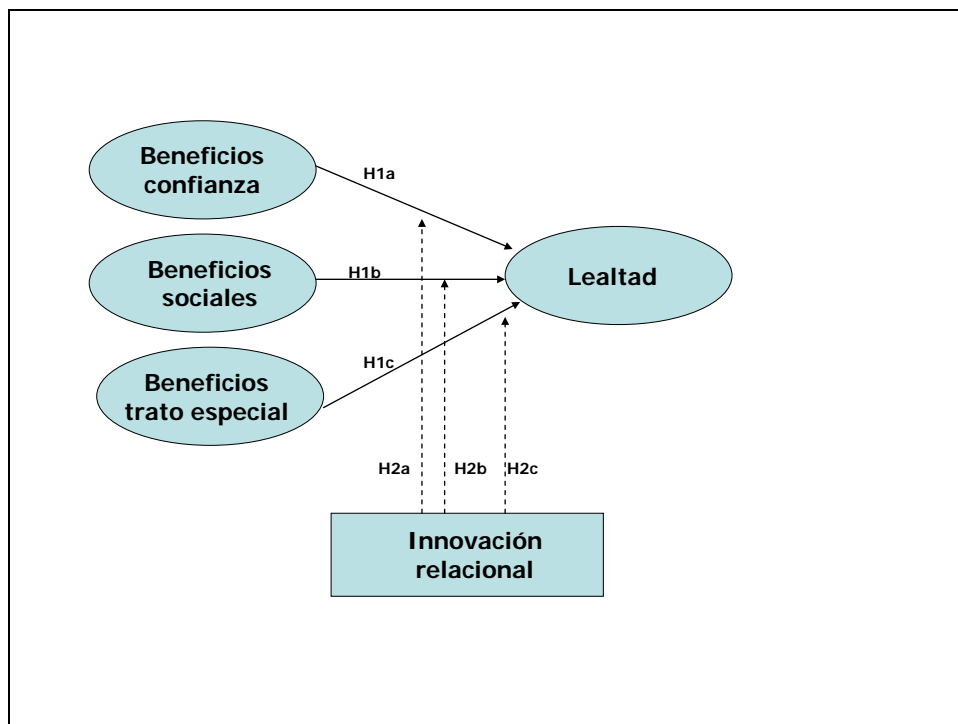 Beneficios
confianza
H1a
Beneficios
sociales
H1b
Lealtad
Beneficios
trato especial
H1c
H2a
H2b
H2c
Innovación
relacional